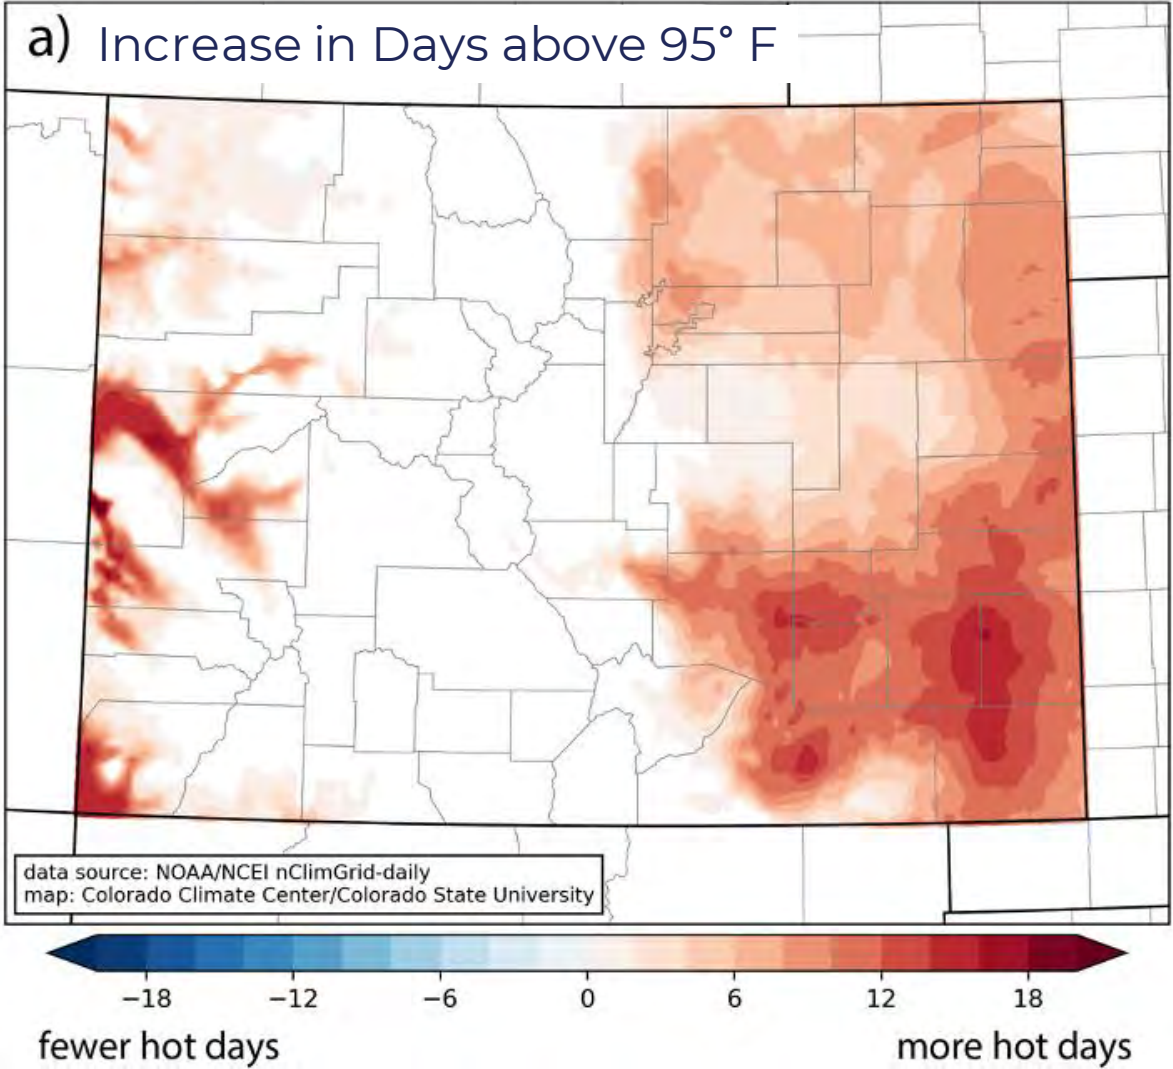 a) Increase in Days above 95° F
data source: NOAA/NCEI nClimGrid-daily
map: Colorado Climate Center/Colorado State University
−18 −12 −6 0 6 12 18
fewer hot days more hot days